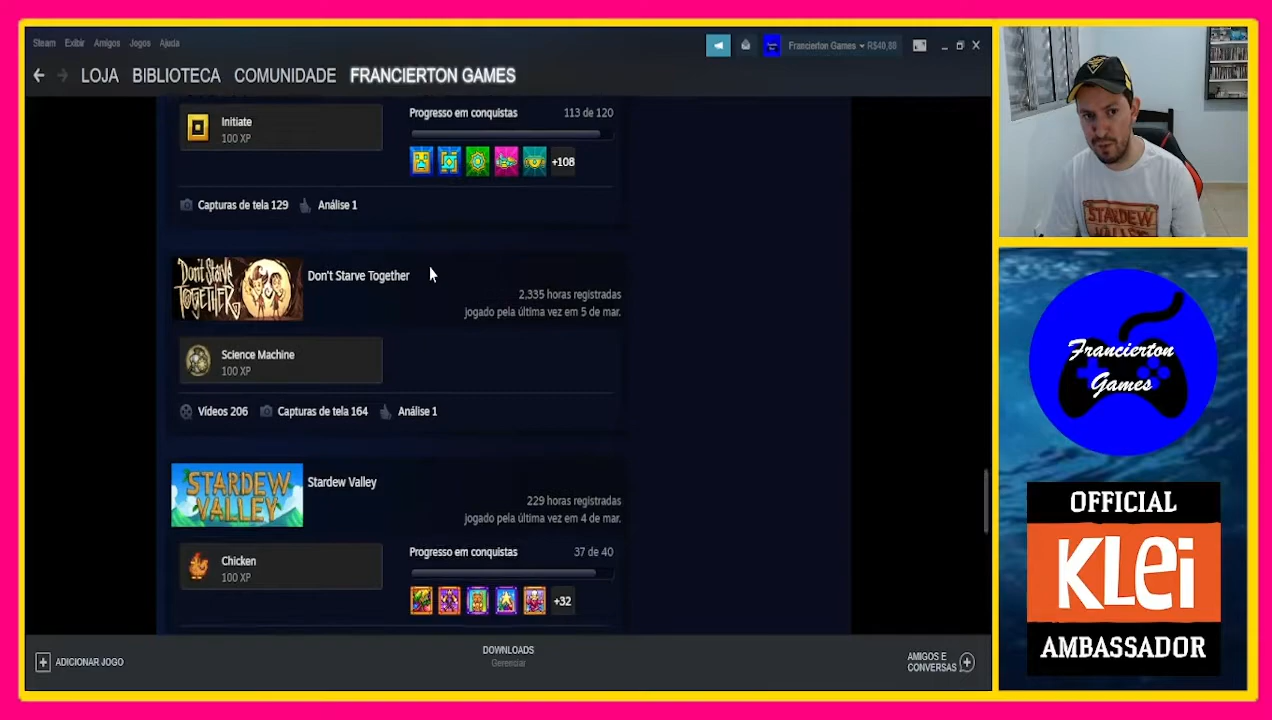 Steam Exibir Amigos Jogos Ajuda
Francierton Games R$40,88
LOJA BIBLIOTECA COMUNIDADE FRANCIERTON GAMES
Initiate
100 XP
Progresso em conquistas 113 de 120
+108
Capturas de tela 129 Análise 1
Don't Starve TOGETHER
Don't Starve Together
2,335 horas registradas
jogado pela última vez em 5 de mar.
Science Machine
100 XP
Vídeos 206 Capturas de tela 164 Análise 1
STARDEW VALLEY
Stardew Valley
229 horas registradas
jogado pela última vez em 4 de mar.
Chicken
100 XP
Progresso em conquistas 37 de 40
+32
ADICIONAR JOGO
DOWNLOADS
Gerenciar
AMIGOS E
CONVERSAS
STARDEW
VALLEY
Francierton
Games
OFFICIAL
KLEi
AMBASSADOR